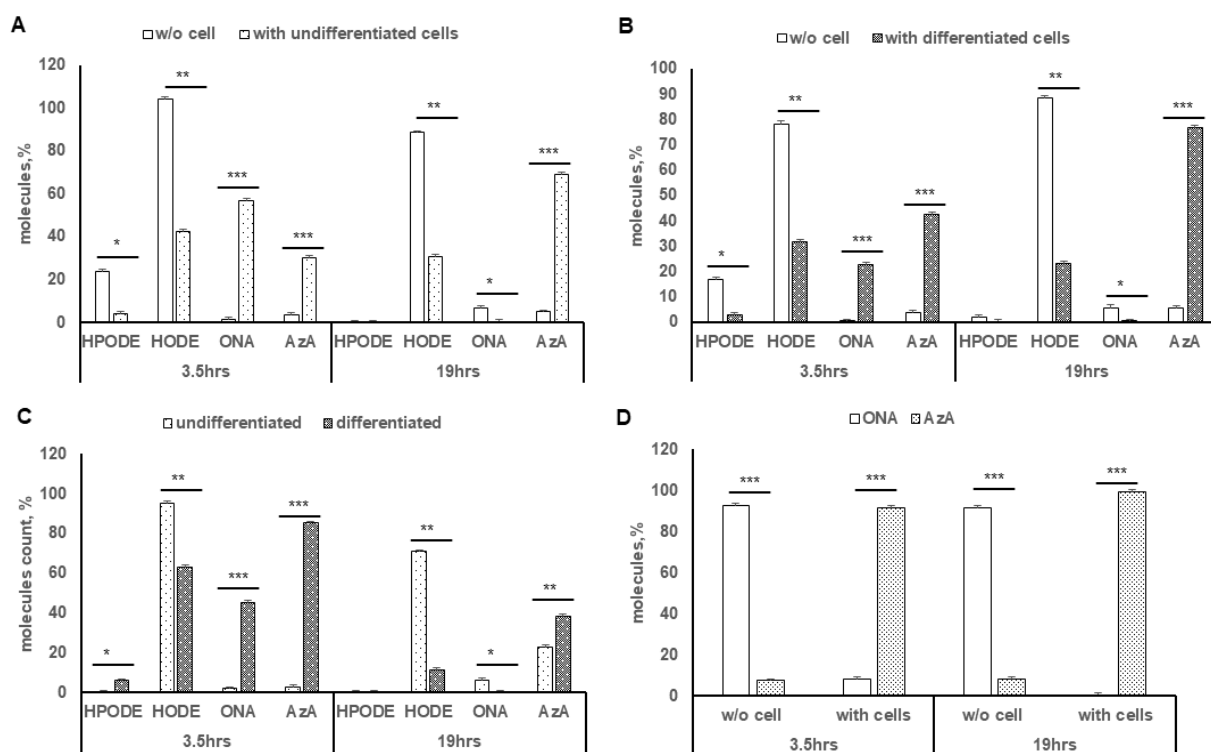 A
w/o cell with undifferentiated cells
molecules,%
120
100
80
60
40
20
0
*
**
***
***
**
*
***
HPODE HODE ONA AzA HPODE HODE ONA AzA
3.5hrs 19hrs
B
w/o cell with differentiated cells
molecules,%
100
90
80
70
60
50
40
30
20
10
0
*
**
***
***
**
*
***
HPODE HODE ONA AzA HPODE HODE ONA AzA
3.5hrs 19hrs
C
undifferentiated differentiated
molecules count, %
120
100
80
60
40
20
0
*
**
***
***
**
*
**
HPODE HODE ONA AzA HPODE HODE ONA AzA
3.5hrs 19hrs
D
ONA AzA
molecules,%
120
100
80
60
40
20
0
***
***
***
***
w/o cell with cells w/o cell with cells
3.5hrs 19hrs